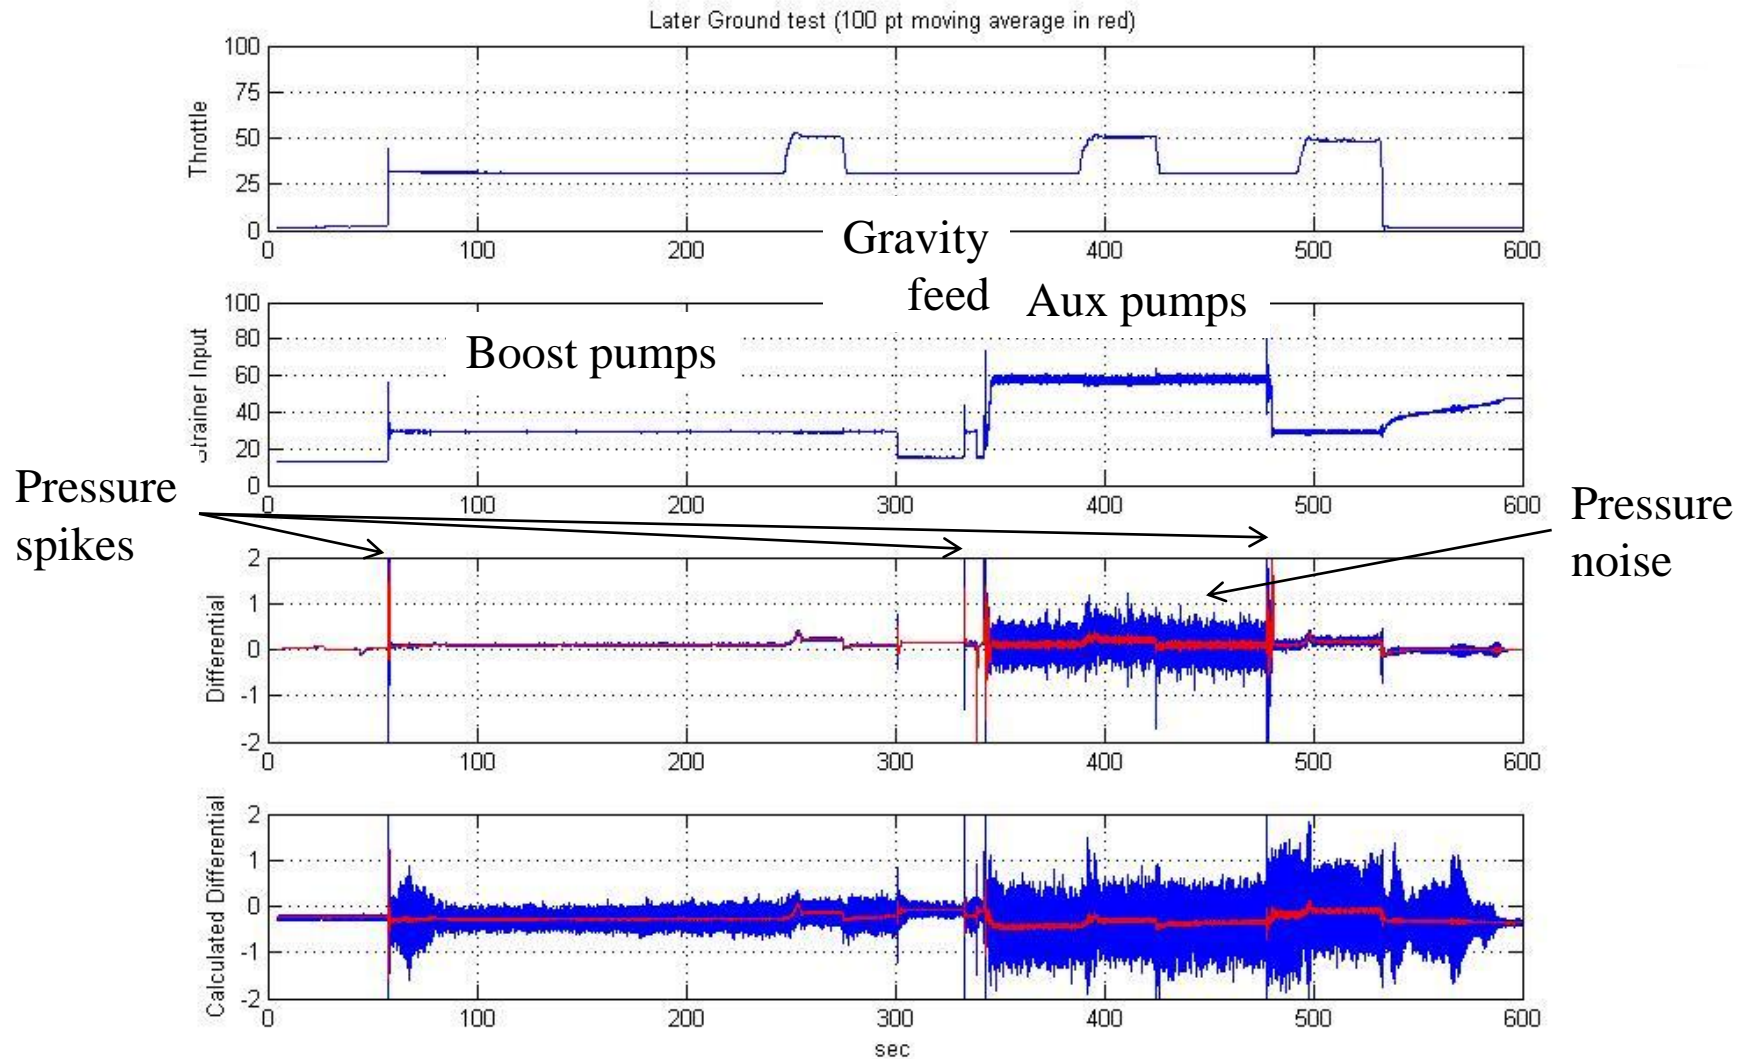 Later Ground test (100 pt moving average in red)
100
75
50
25
0
Throttle
0 100 200 300 400 500 600
Gravity
feed
Aux pumps
Boost pumps
100
80
60
40
20
0
trainer Input
0 100 200 300 400 500 600
Pressure
spikes
Pressure
noise
2
1
0
-1
-2
Differential
0 100 200 300 400 500 600
2
1
0
-1
-2
Calculated Differential
0 100 200 300 400 500 600
sec